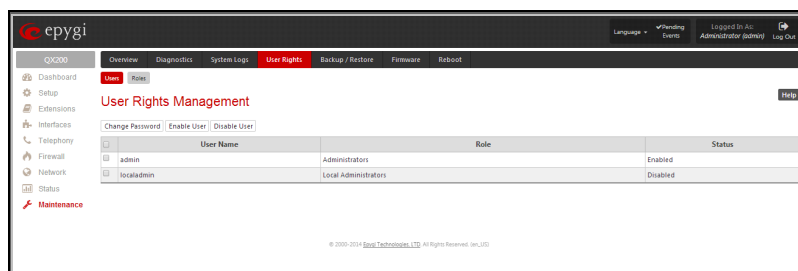 epygi
Language
Pending Events
Logged In As:
Administrator (admin)
Log Out
QX200
Overview Diagnostics System Logs User Rights Backup / Restore Firmware Reboot
Dashboard
Setup
Extensions
Interfaces
Telephony
Firewall
Network
Status
Maintenance
Users Roles
User Rights Management
Help
Change Password Enable User Disable User
User Name Role Status
admin Administrators Enabled
localadmin Local Administrators Disabled
© 2000-2014 Epygi Technologies, LTD. All Rights Reserved. (en_US)